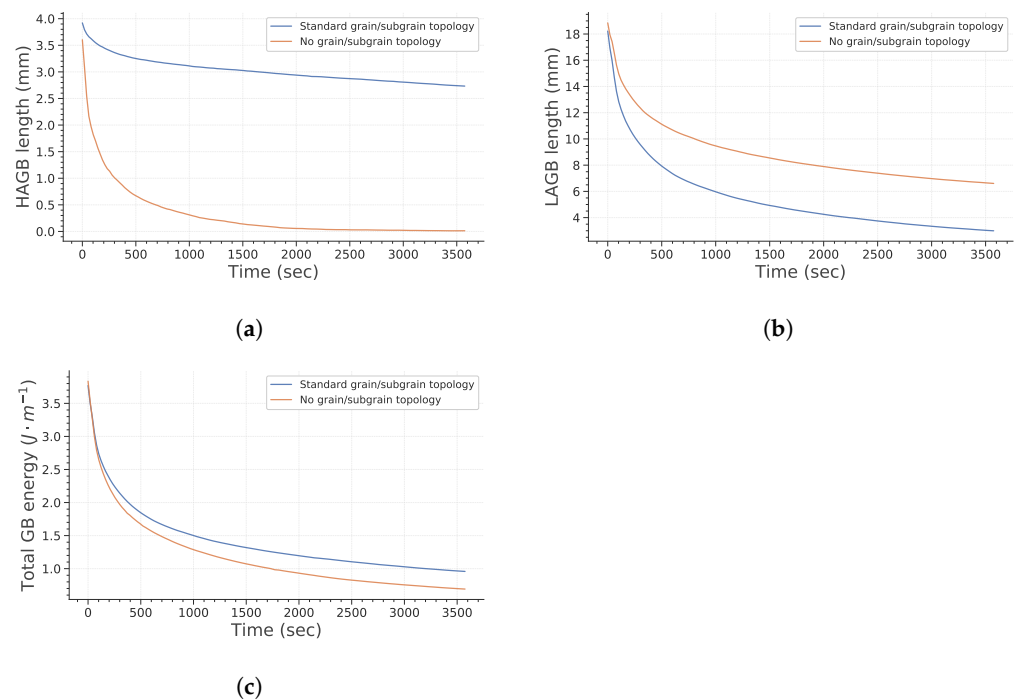 4.0
3.5
3.0
2.5
2.0
1.5
1.0
0.5
0.0
HAGB length (mm)
Standard grain/subgrain topology
No grain/subgrain topology
0 500 1000 1500 2000 2500 3000 3500
Time (sec)
(a)
18
16
14
12
10
8
6
4
LAGB length (mm)
Standard grain/subgrain topology
No grain/subgrain topology
0 500 1000 1500 2000 2500 3000 3500
Time (sec)
(b)
3.5
3.0
2.5
2.0
1.5
1.0
Total GB energy (J · m⁻¹)
Standard grain/subgrain topology
No grain/subgrain topology
0 500 1000 1500 2000 2500 3000 3500
Time (sec)
(c)